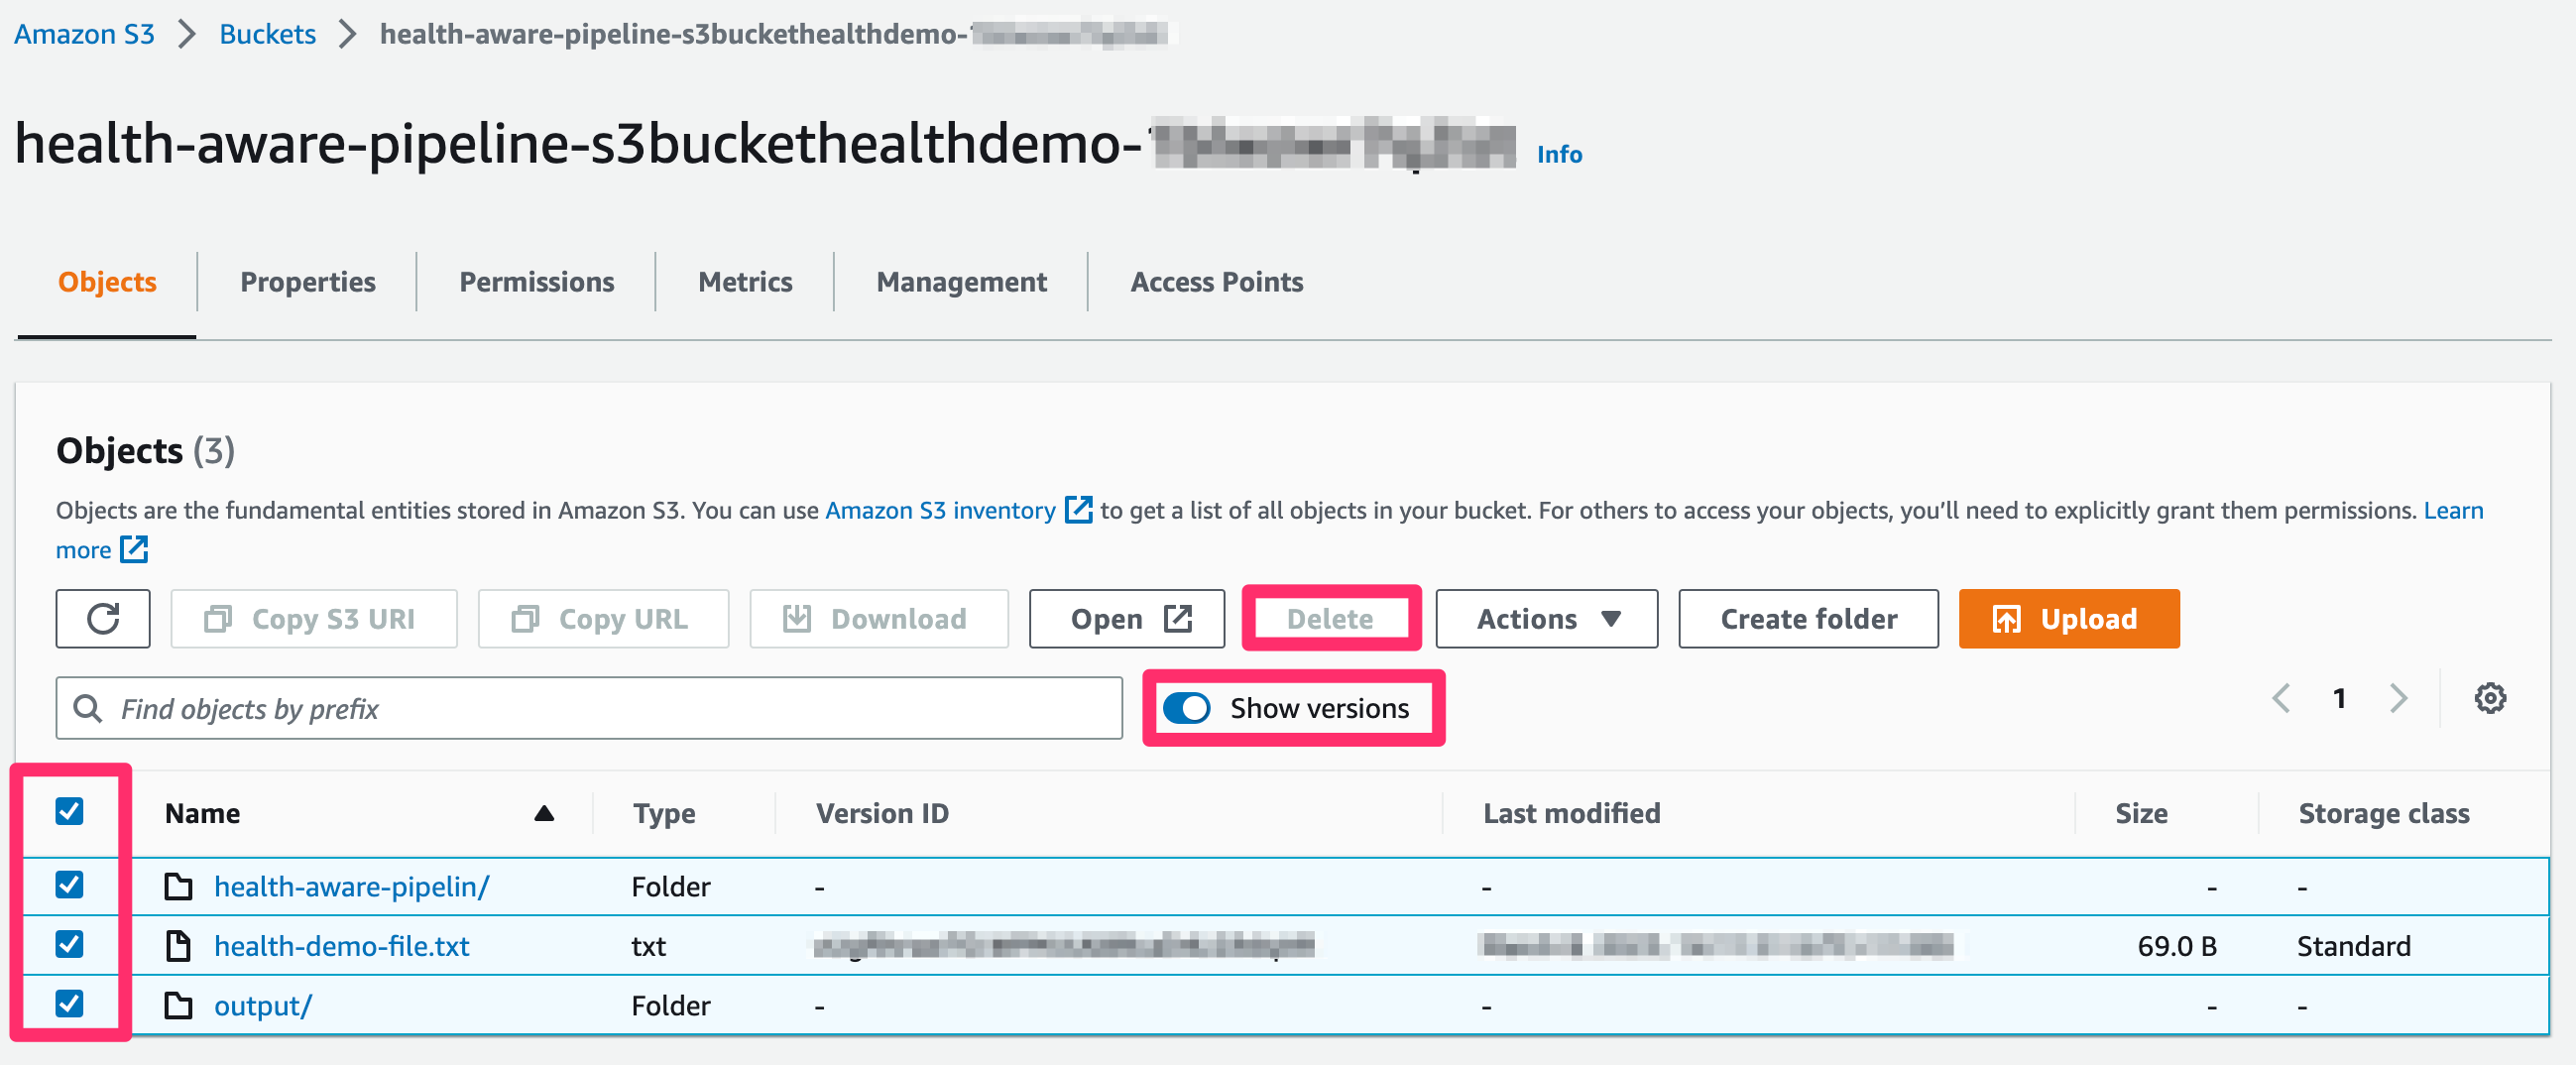 Amazon S3 > Buckets > health-aware-pipeline-s3buckethealthdemo-
health-aware-pipeline-s3buckethealthdemo- Info
Objects Properties Permissions Metrics Management Access Points
Objects (3)
Objects are the fundamental entities stored in Amazon S3. You can use Amazon S3 inventory to get a list of all objects in your bucket. For others to access your objects, you'll need to explicitly grant them permissions. Learn
more
Copy S3 URI Copy URL Download Open Delete Actions Create folder Upload
Find objects by prefix Show versions 1
Name Type Version ID Last modified Size Storage class
health-aware-pipelin/ Folder - - - -
health-demo-file.txt txt 69.0 B Standard
output/ Folder - - - -